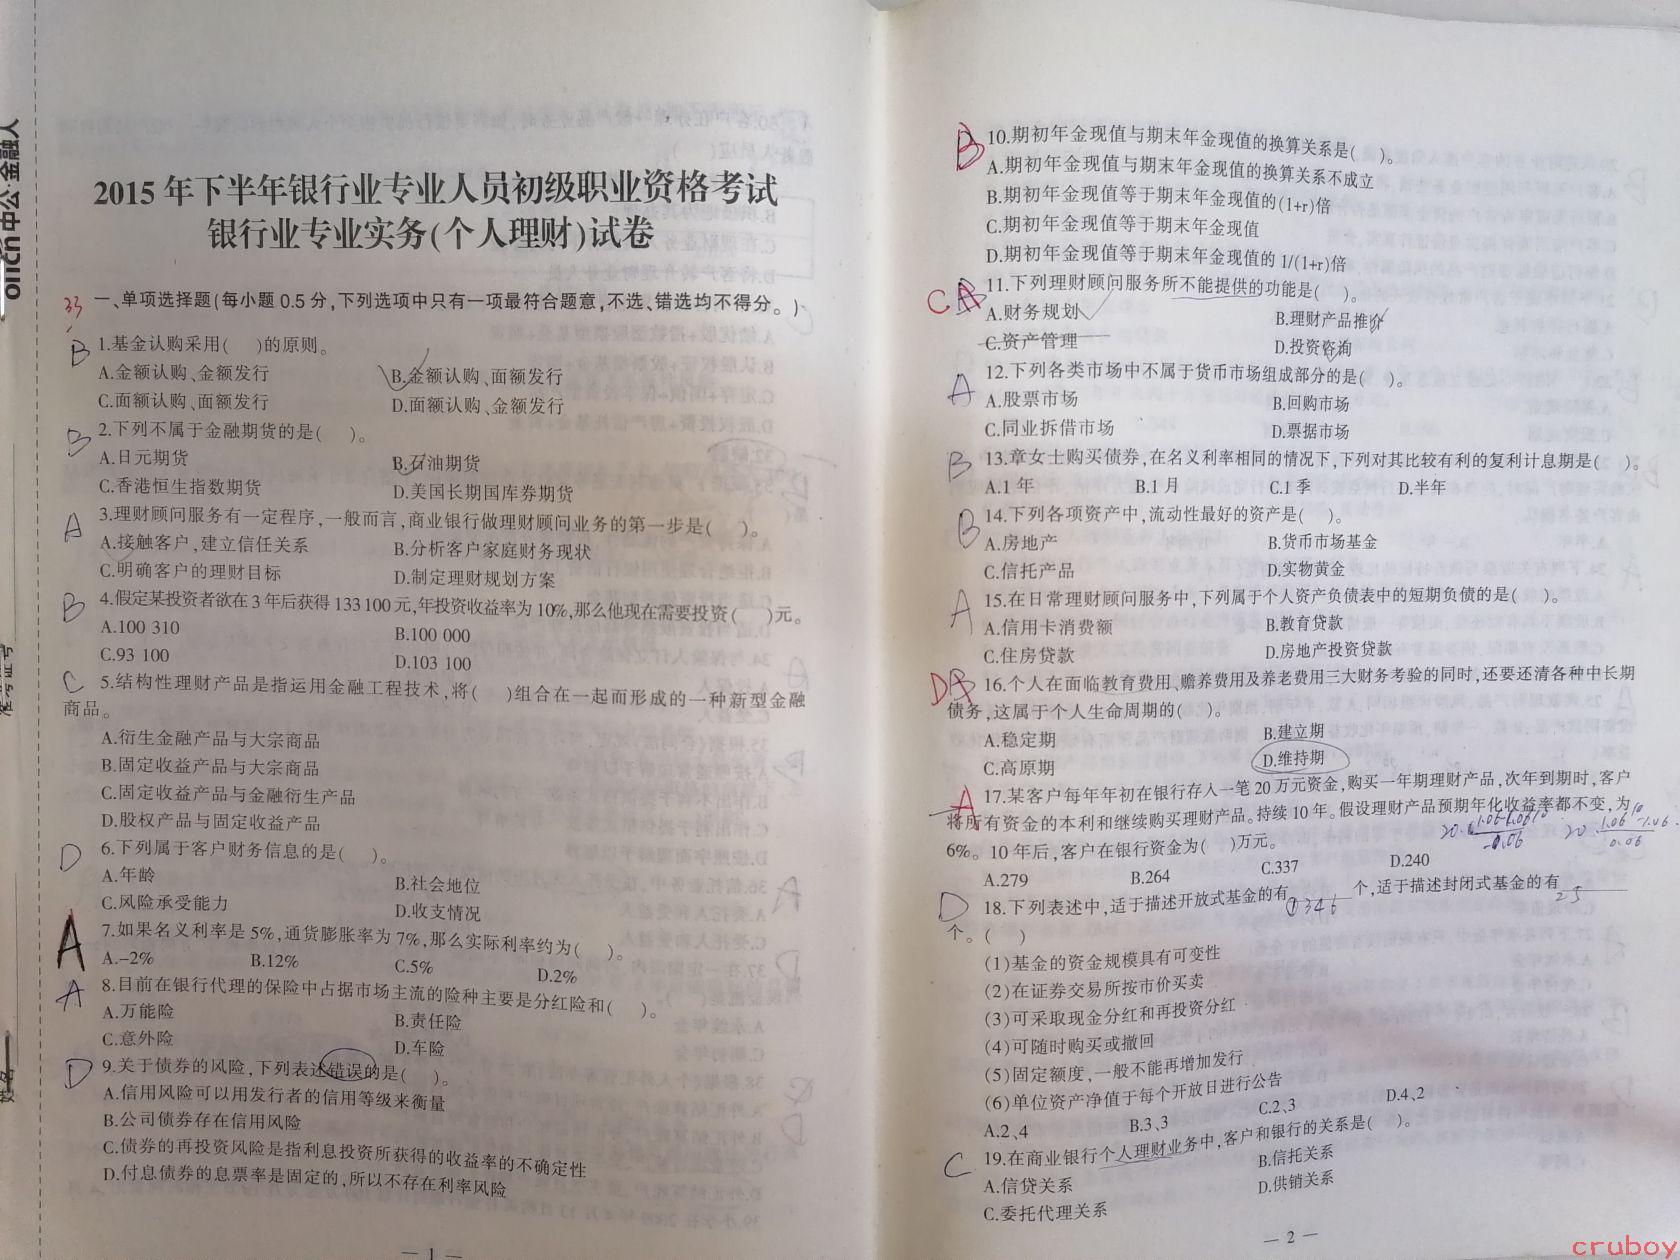 中公·金融人
准考证号
姓名
2015年下半年银行业专业人员初级职业资格考试
银行业专业实务(个人理财)试卷
33
一、单项选择题(每小题0.5分,下列选项中只有一项最符合题意,不选、错选均不得分。)
B 1.基金认购采用( )的原则。
A.金额认购、金额发行 B.金额认购、面额发行
C.面额认购、面额发行 D.面额认购、金额发行
B 2.下列不属于金融期货的是( )。
A.日元期货 B.石油期货
C.香港恒生指数期货 D.美国长期国库券期货
A 3.理财顾问服务有一定程序,一般而言,商业银行做理财顾问业务的第一步是( )。
A.接触客户,建立信任关系 B.分析客户家庭财务现状
C.明确客户的理财目标 D.制定理财规划方案
B 4.假定某投资者欲在3年后获得133 100元,年投资收益率为10%,那么他现在需要投资( )元。
A.100 310 B.100 000
C.93 100 D.103 100
C 5.结构性理财产品是指运用金融工程技术,将( )组合在一起而形成的一种新型金融
商品。
A.衍生金融产品与大宗商品
B.固定收益产品与大宗商品
C.固定收益产品与金融衍生产品
D.股权产品与固定收益产品
D 6.下列属于客户财务信息的是( )。
A.年龄 B.社会地位
C.风险承受能力 D.收支情况
A 7.如果名义利率是5%,通货膨胀率为7%,那么实际利率约为( )。
A.-2% B.12% C.5% D.2%
A 8.目前在银行代理的保险中占据市场主流的险种主要是分红险和( )。
A.万能险 B.责任险
C.意外险 D.车险
D 9.关于债券的风险,下列表述错误的是( )。
A.信用风险可以用发行者的信用等级来衡量
B.公司债券存在信用风险
C.债券的再投资风险是指利息投资所获得的收益率的不确定性
D.付息债券的息票率是固定的,所以不存在利率风险
— 1 —
B 10.期初年金现值与期末年金现值的换算关系是( )。
A.期初年金现值与期末年金现值的换算关系不成立
B.期初年金现值等于期末年金现值的(1+r)倍
C.期初年金现值等于期末年金现值
D.期初年金现值等于期末年金现值的1/(1+r)倍
C 11.下列理财顾问服务所不能提供的功能是( )。
A.财务规划 B.理财产品推介
C.资产管理 D.投资咨询
A 12.下列各类市场中不属于货币市场组成部分的是( )。
A.股票市场 B.回购市场
C.同业拆借市场 D.票据市场
B 13.章女士购买债券,在名义利率相同的情况下,下列对其比较有利的复利计息期是( )。
A.1年 B.1月 C.1季 D.半年
B 14.下列各项资产中,流动性最好的资产是( )。
A.房地产 B.货币市场基金
C.信托产品 D.实物黄金
A 15.在日常理财顾问服务中,下列属于个人资产负债表中的短期负债的是( )。
A.信用卡消费额 B.教育贷款
C.住房贷款 D.房地产投资贷款
D 16.个人在面临教育费用、赡养费用及养老费用三大财务考验的同时,还要还清各种中长期
债务,这属于个人生命周期的( )。
A.稳定期 B.建立期
C.高原期 D.维持期
A 17.某客户每年年初在银行存入一笔20万元资金,购买一年期理财产品,次年到期时,客户
将所有资金的本利和继续购买理财产品。持续10年。假设理财产品预期年化收益率都不变,为
6%。10年后,客户在银行资金为( )万元。
A.279 B.264 C.337 D.240
D 18.下列表述中,适于描述开放式基金的有 ①346 个,适于描述封闭式基金的有 25
个。( )
(1)基金的资金规模具有可变性
(2)在证券交易所按市价买卖
(3)可采取现金分红和再投资分红
(4)可随时购买或撤回
(5)固定额度,一般不能再增加发行
(6)单位资产净值于每个开放日进行公告
A.2、4 B.3、3 C.2、3 D.4、2
C 19.在商业银行个人理财业务中,客户和银行的关系是( )。
A.信贷关系 B.信托关系
C.委托代理关系 D.供销关系
— 2 —
cruboy